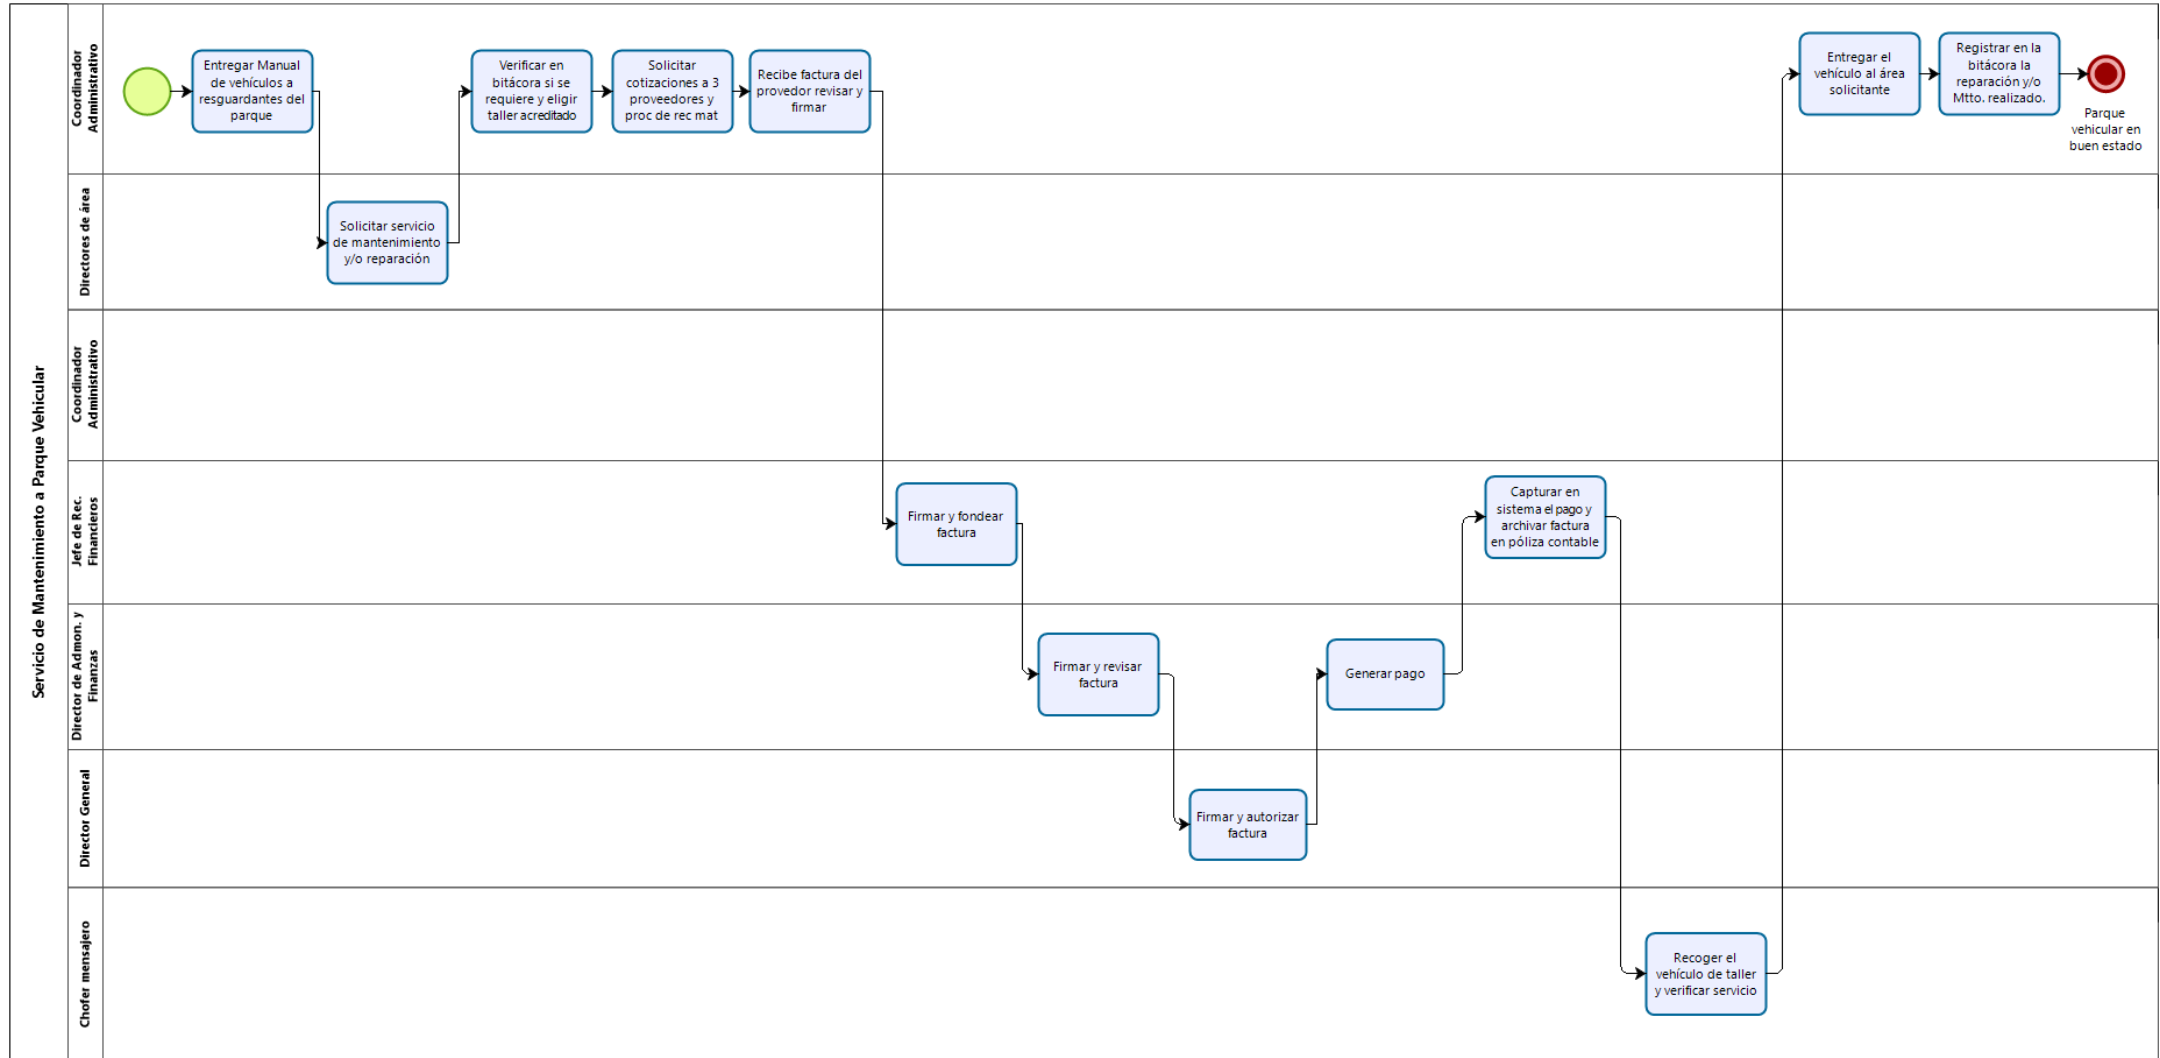 Servicio de Mantenimiento a Parque Vehicular
Coordinador
Administrativo
Entregar Manual
de vehículos a
resguardantes del
parque
Verificar en
bitácora si se
requiere y eligir
taller acreditado
Solicitar
cotizaciones a 3
proveedores y
proc de rec mat
Recibe factura del
provedor revisar y
firmar
Entregar el
vehículo al área
solicitante
Registrar en la
bitácora la
reparación y/o
Mtto. realizado.
Parque
vehicular en
buen estado
Directores de área
Solicitar servicio
de mantenimiento
y/o reparación
Coordinador
Administrativo
Jefe de Rec.
Financieros
Firmar y fondear
factura
Capturar en
sistema el pago y
archivar factura
en póliza contable
Director de Admon. y
Finanzas
Firmar y revisar
factura
Generar pago
Director General
Firmar y autorizar
factura
Chofer mensajero
Recoger el
vehículo de taller
y verificar servicio